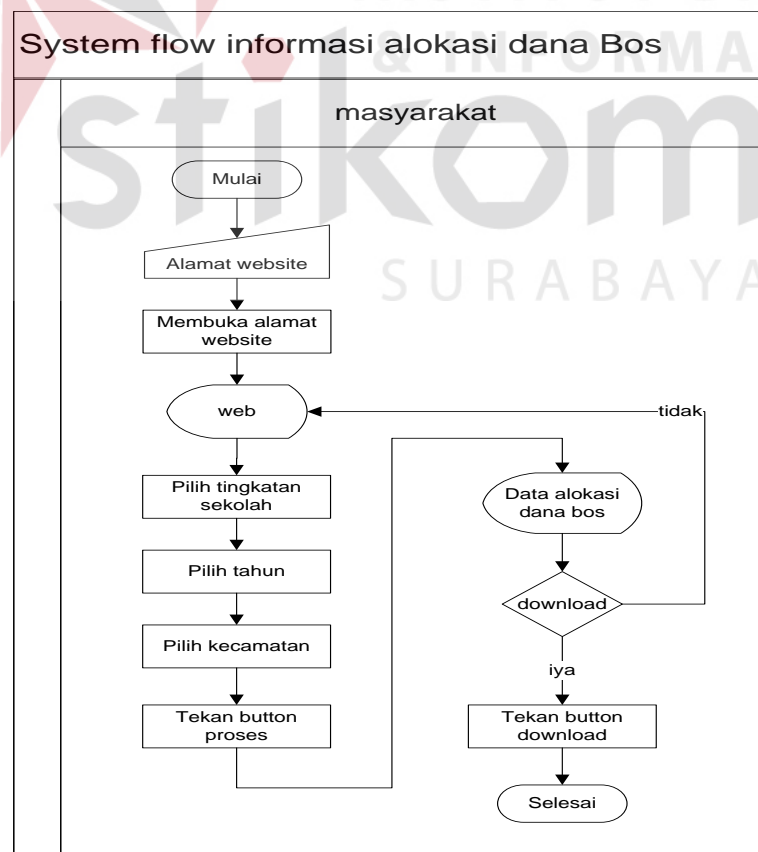 System flow informasi alokasi dana Bos
& INFORMA
stikom
SURABAYA
masyarakat
Mulai
Alamat website
Membuka alamat
website
web
Pilih tingkatan
sekolah
Pilih tahun
Pilih kecamatan
Tekan button
proses
Data alokasi
dana bos
download
tidak
iya
Tekan button
download
Selesai